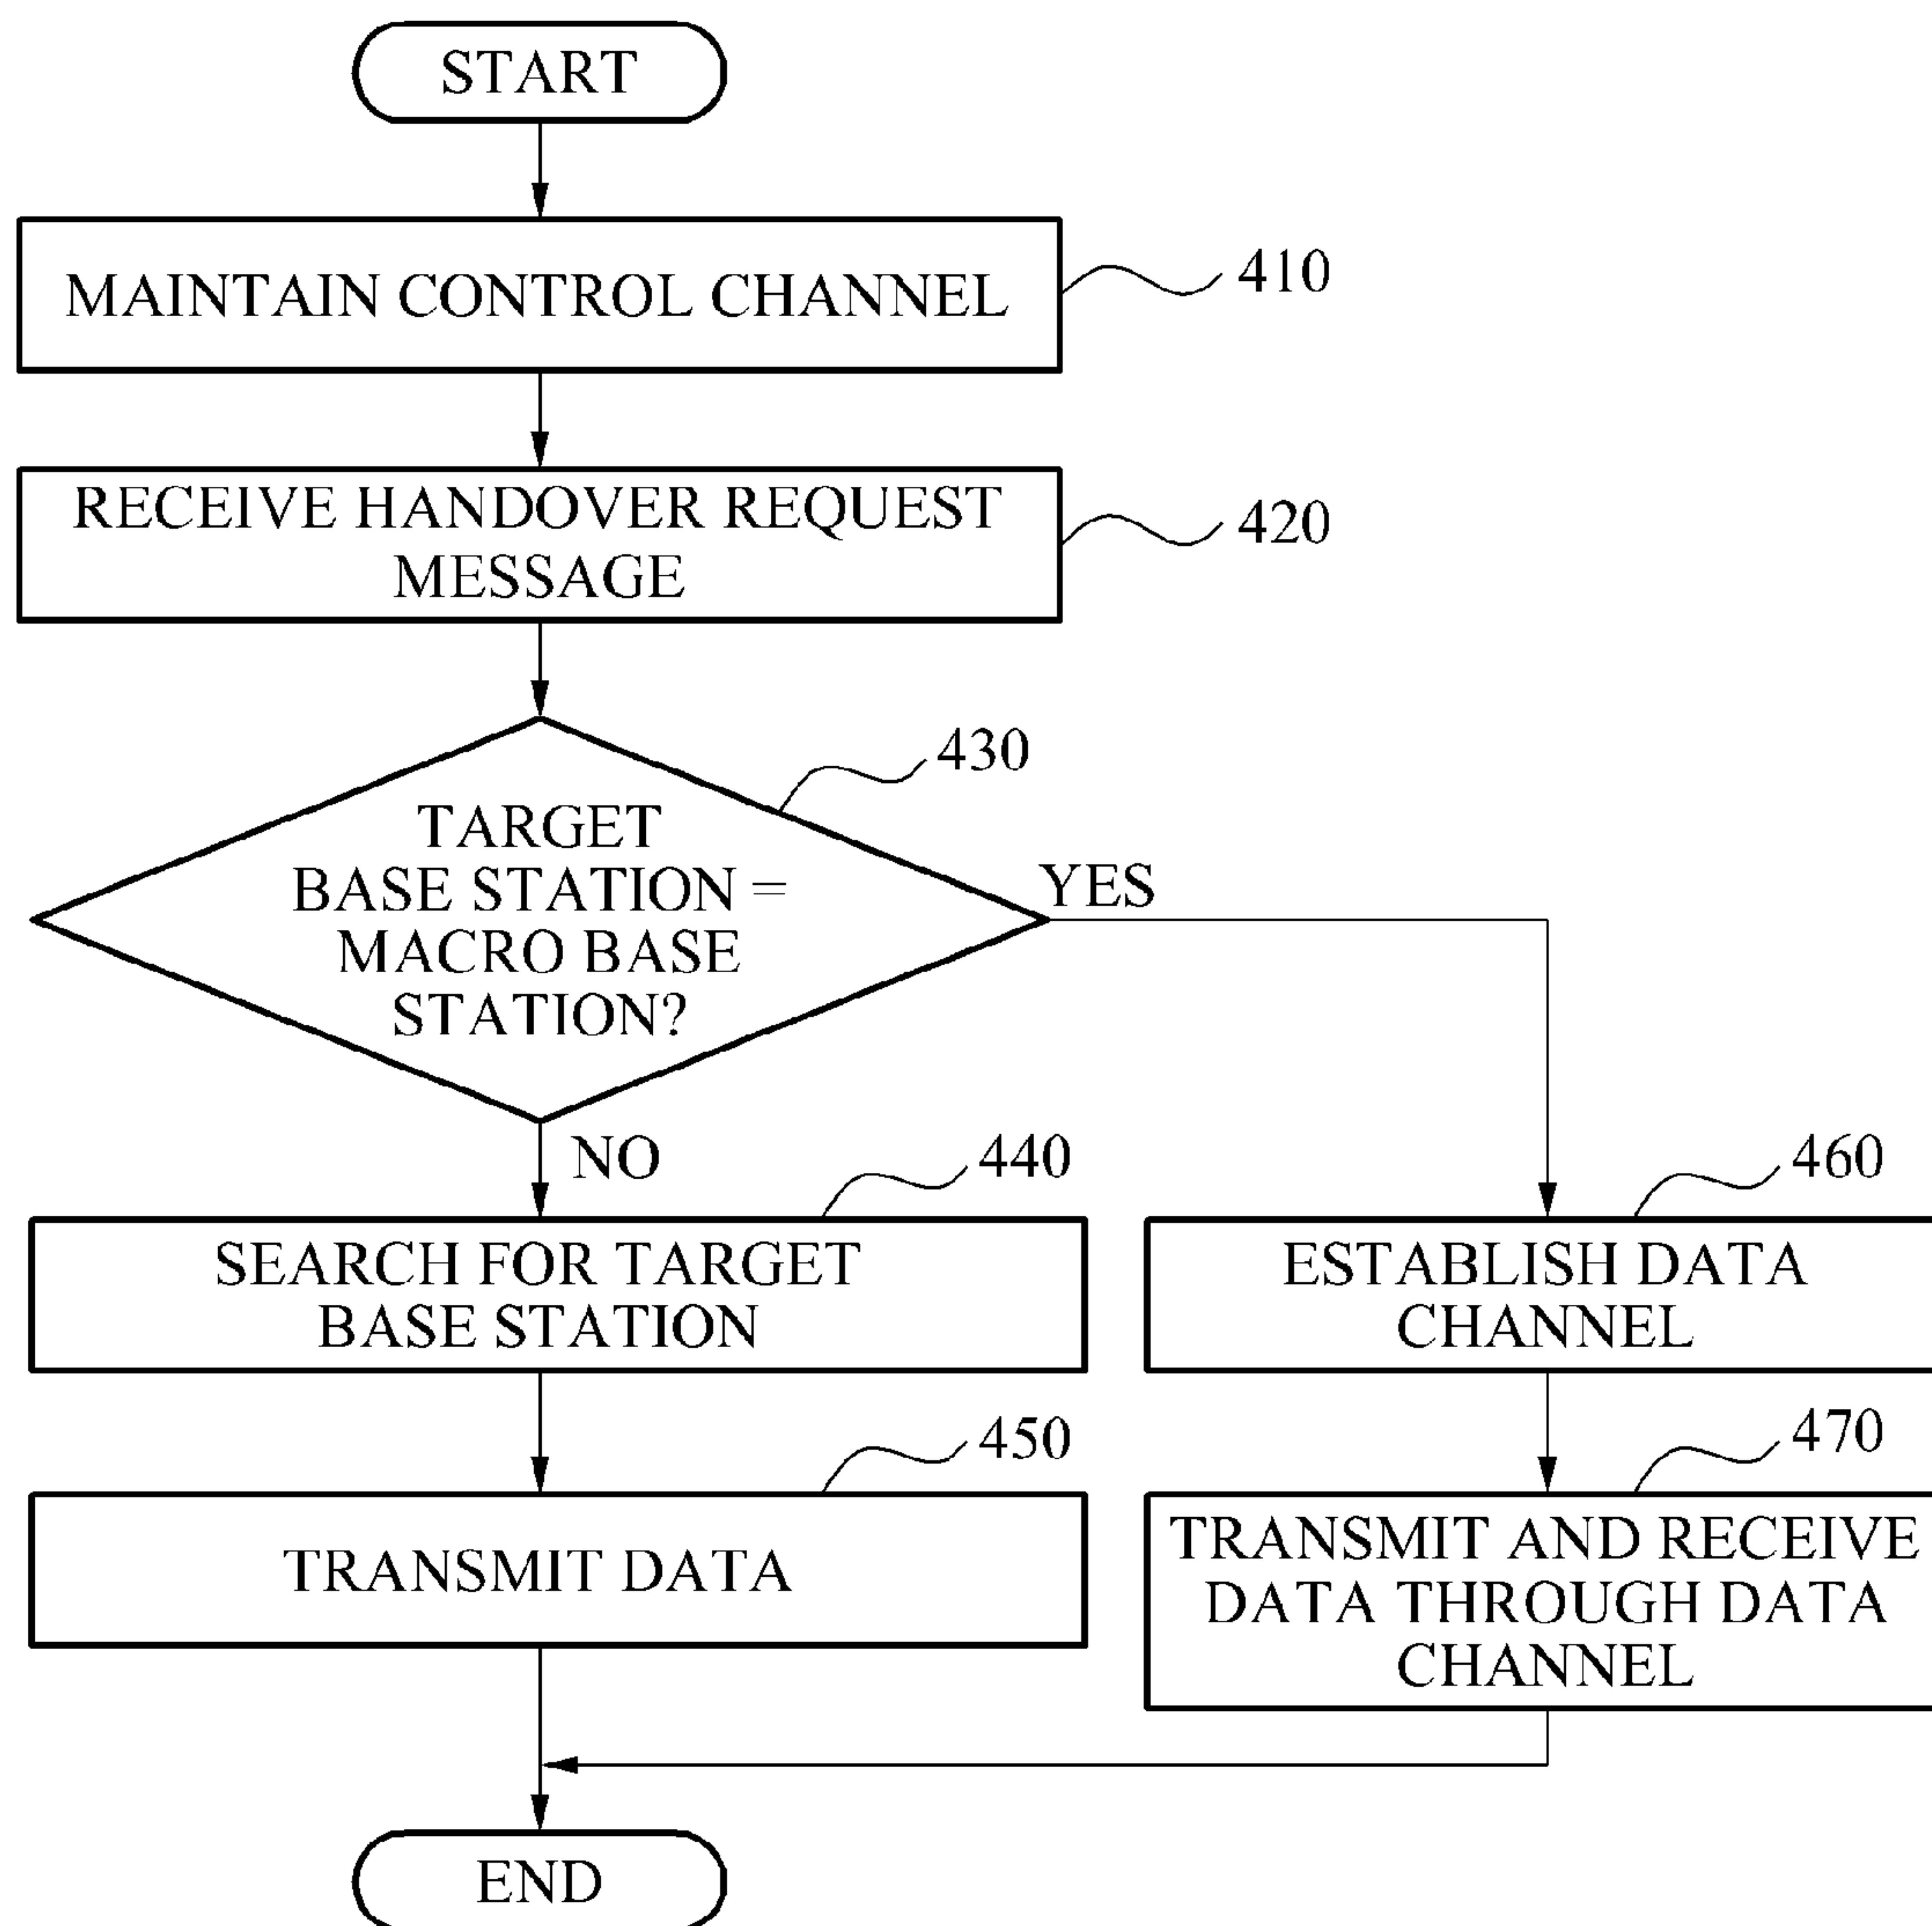 START
MAINTAIN CONTROL CHANNEL
410
RECEIVE HANDOVER REQUEST
MESSAGE
420
430
TARGET
BASE STATION =
MACRO BASE
STATION?
YES
NO
440
SEARCH FOR TARGET
BASE STATION
460
ESTABLISH DATA
CHANNEL
450
TRANSMIT DATA
470
TRANSMIT AND RECEIVE
DATA THROUGH DATA
CHANNEL
END